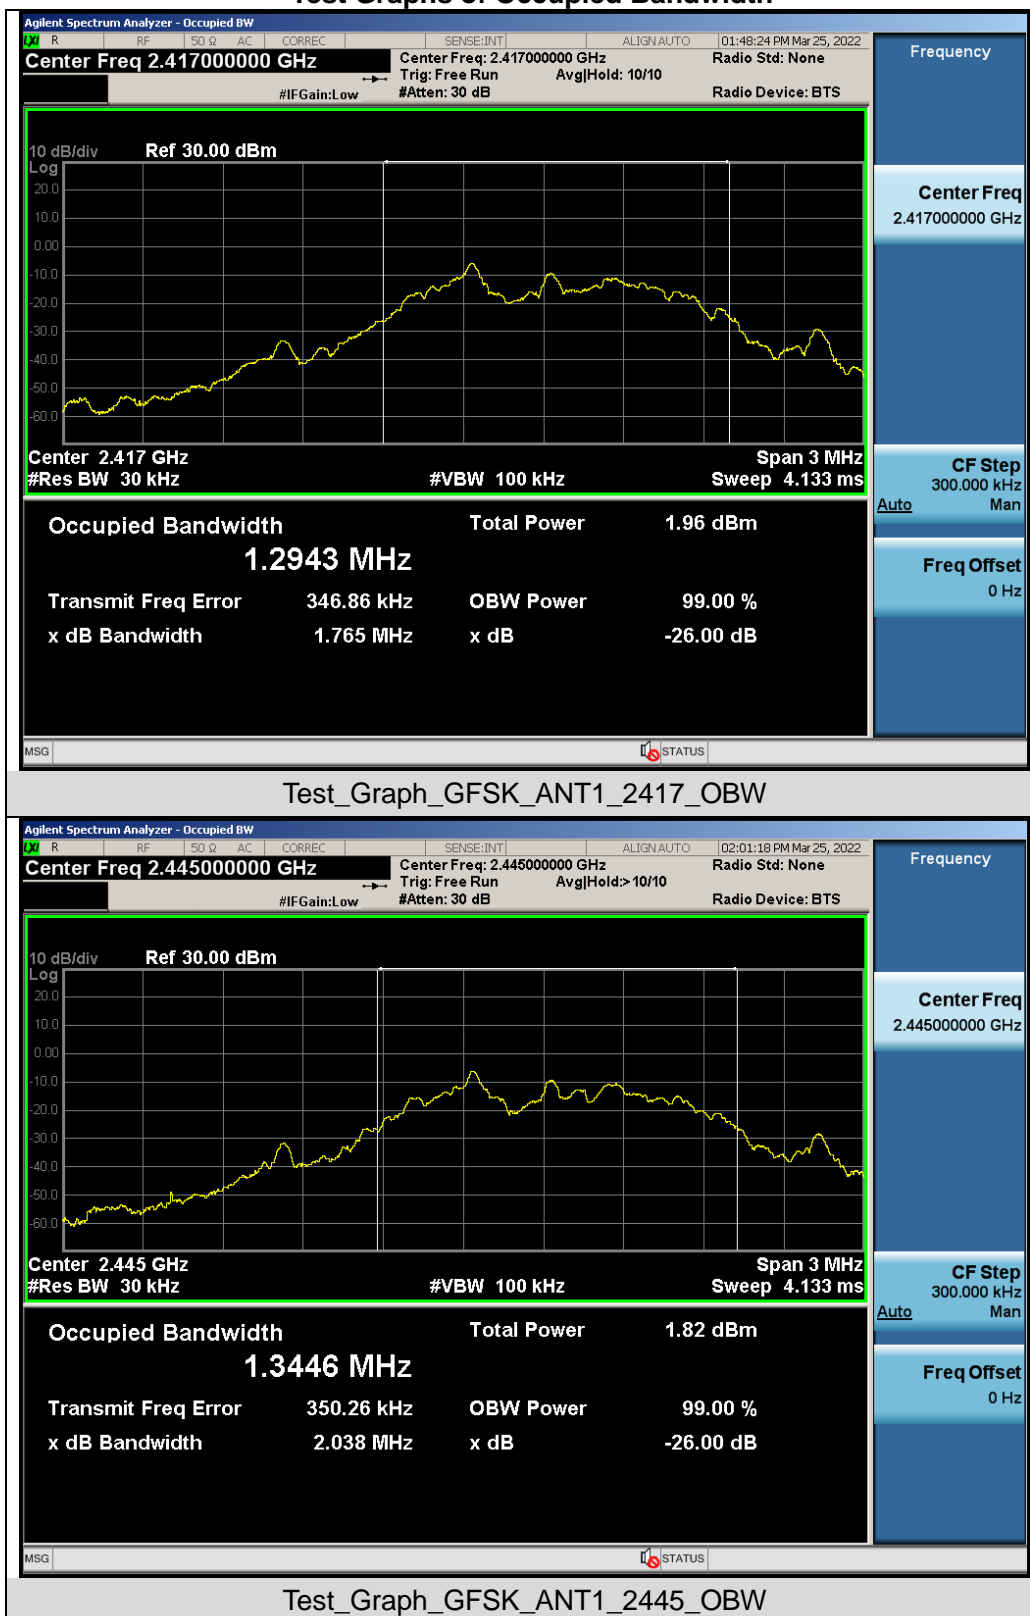 Test Graphs of Occupied Bandwidth
Agilent Spectrum Analyzer - Occupied BW
LXI R RF 50 Ω AC CORREC SENSE:INT ALIGN AUTO 01:48:24 PM Mar 25, 2022
Center Freq 2.417000000 GHz
Center Freq: 2.417000000 GHz
Radio Std: None
Trig: Free Run Avg|Hold: 10/10
#IFGain:Low #Atten: 30 dB Radio Device: BTS
10 dB/div Ref 30.00 dBm
Log
20.0
10.0
0.00
-10.0
-20.0
-30.0
-40.0
-50.0
-60.0
Center 2.417 GHz Span 3 MHz
#Res BW 30 kHz #VBW 100 kHz Sweep 4.133 ms
Occupied Bandwidth Total Power 1.96 dBm
1.2943 MHz
Transmit Freq Error 346.86 kHz OBW Power 99.00 %
x dB Bandwidth 1.765 MHz x dB -26.00 dB
MSG STATUS
Frequency
Center Freq
2.417000000 GHz
CF Step
300.000 kHz
Auto Man
Freq Offset
0 Hz
Test_Graph_GFSK_ANT1_2417_OBW
Agilent Spectrum Analyzer - Occupied BW
LXI R RF 50 Ω AC CORREC SENSE:INT ALIGN AUTO 02:01:18 PM Mar 25, 2022
Center Freq 2.445000000 GHz
Center Freq: 2.445000000 GHz
Radio Std: None
Trig: Free Run Avg|Hold:> 10/10
#IFGain:Low #Atten: 30 dB Radio Device: BTS
10 dB/div Ref 30.00 dBm
Log
20.0
10.0
0.00
-10.0
-20.0
-30.0
-40.0
-50.0
-60.0
Center 2.445 GHz Span 3 MHz
#Res BW 30 kHz #VBW 100 kHz Sweep 4.133 ms
Occupied Bandwidth Total Power 1.82 dBm
1.3446 MHz
Transmit Freq Error 350.26 kHz OBW Power 99.00 %
x dB Bandwidth 2.038 MHz x dB -26.00 dB
MSG STATUS
Frequency
Center Freq
2.445000000 GHz
CF Step
300.000 kHz
Auto Man
Freq Offset
0 Hz
Test_Graph_GFSK_ANT1_2445_OBW